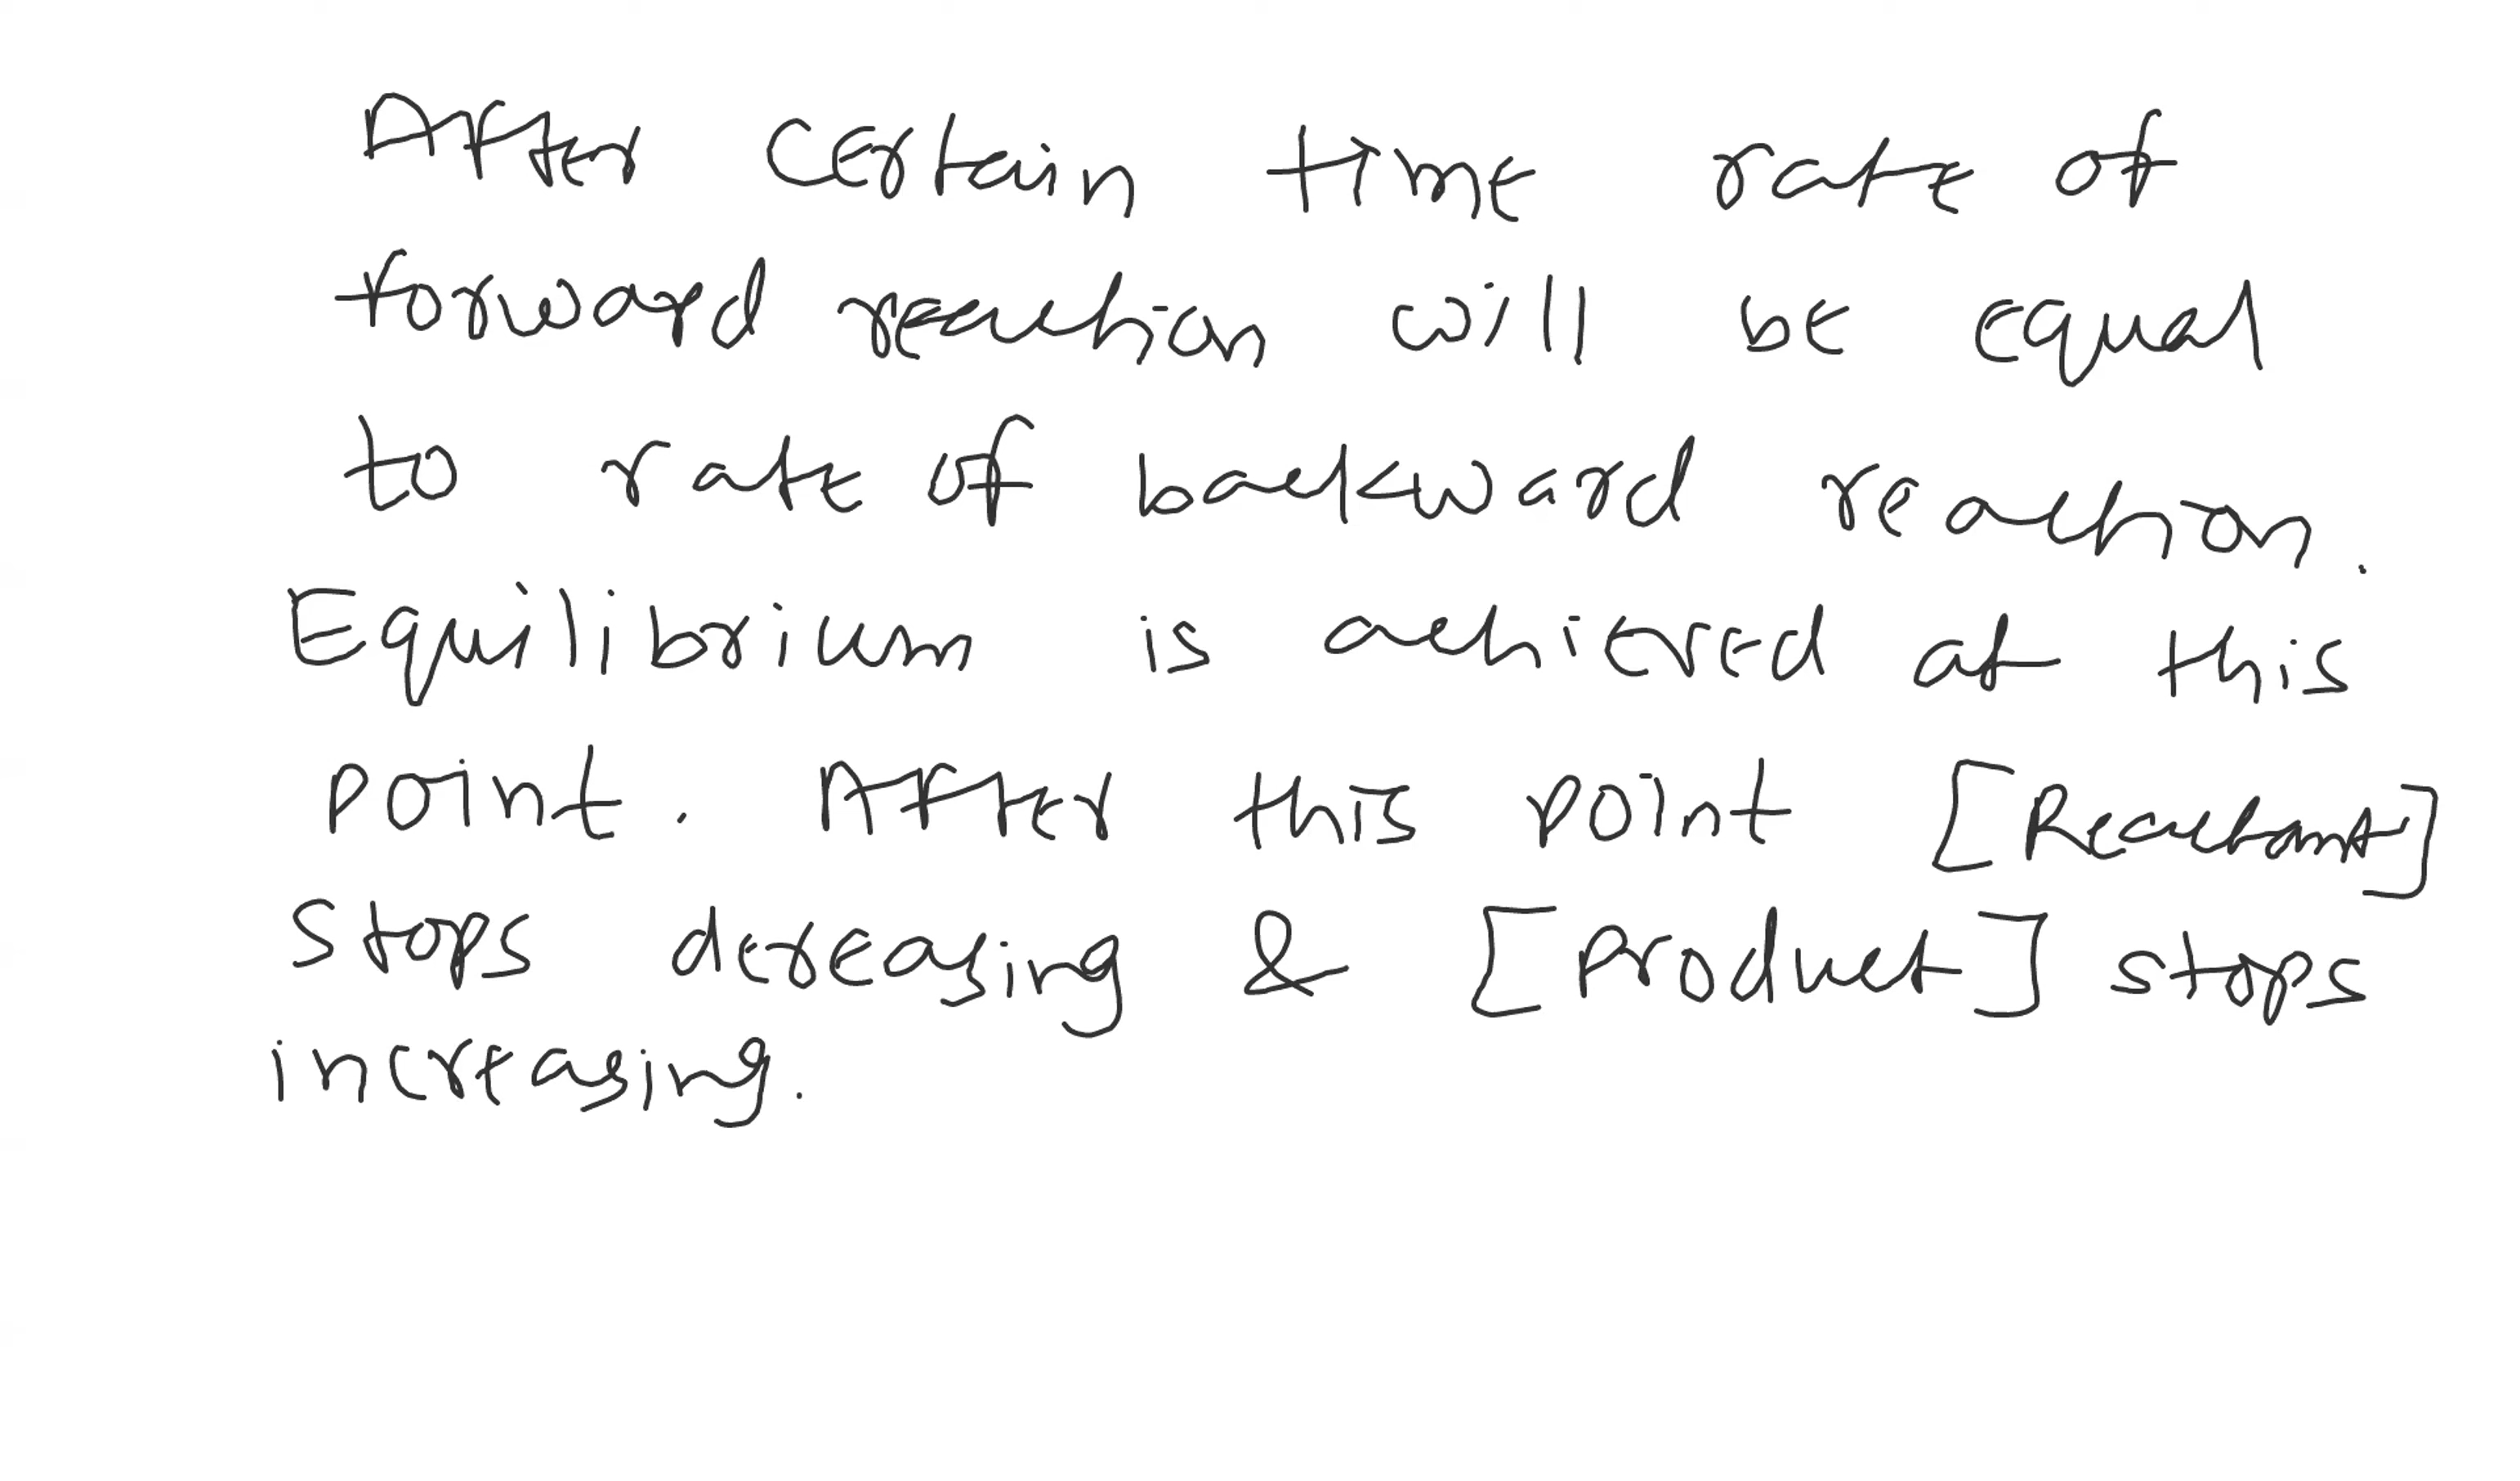 After certain time rate of
forward reaction will be equal
to rate of backward reaction.
Equilibrium is achieved at this
point. After this point [Reactant]
stops decreasing & [Product] stops
increasing.